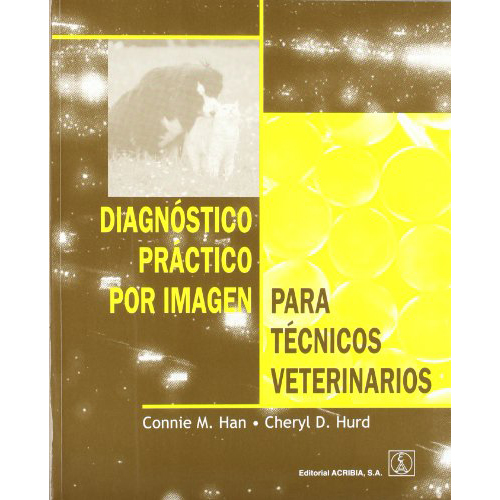 DIAGNÓSTICO
PRÁCTICO
POR IMAGEN
PARA
TÉCNICOS
VETERINARIOS
Connie M. Han • Cheryl D. Hurd
Editorial ACRIBIA, S.A.